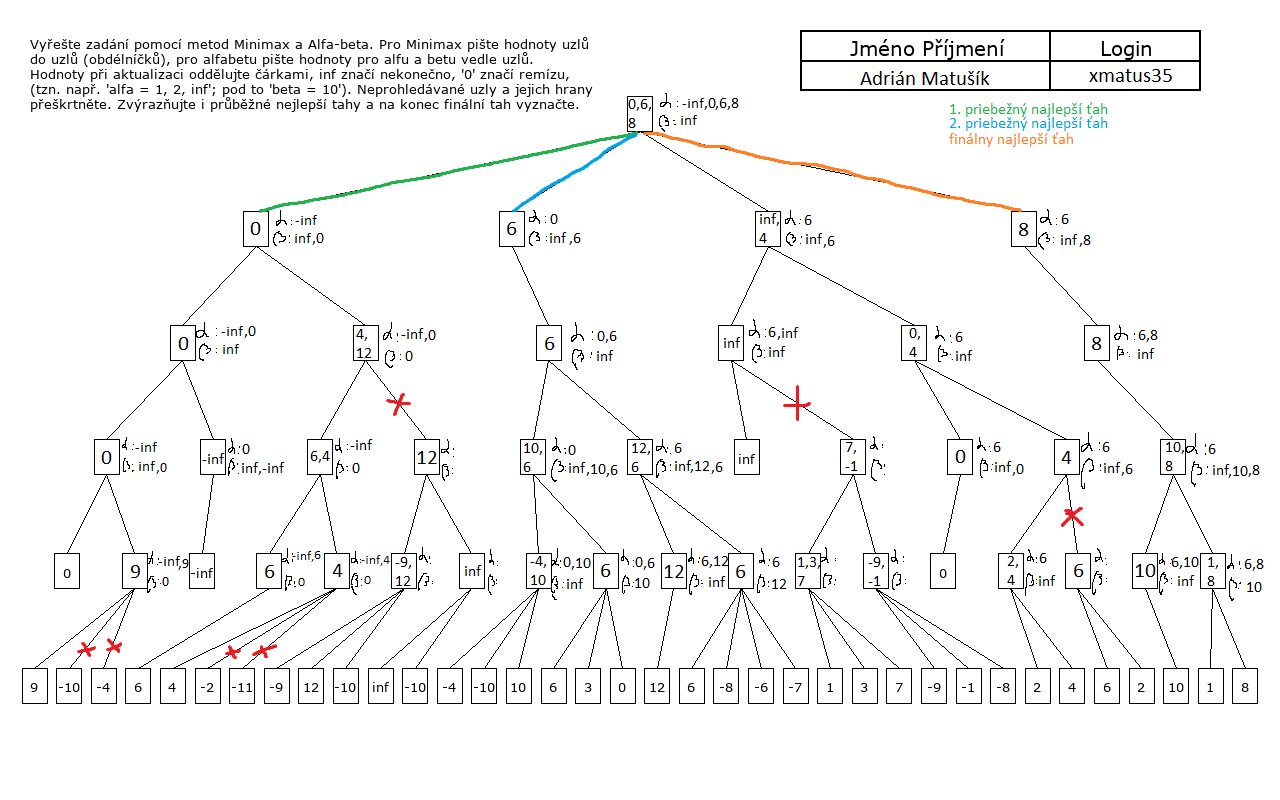 Vyřešte zadání pomocí metod Minimax a Alfa-beta. Pro Minimax pište hodnoty uzlů
do uzlů (obdélníčků), pro alfabetu pište hodnoty pro alfu a betu vedle uzlů.
Hodnoty při aktualizaci oddělujte čárkami, inf značí nekonečno, '0' značí remízu,
(tzn. např. 'alfa = 1, 2, inf'; pod to 'beta = 10'). Neprohledávané uzly a jejich hrany
přeškrtněte. Zvýrazňujte i průběžné nejlepší tahy a na konec finální tah vyznačte.
Jméno Příjmení Login
Adrián Matušík xmatus35
1. priebežný najlepší ťah
2. priebežný najlepší ťah
finálny najlepší ťah
0,6, α:-inf,0,6,8
8 β: inf
0 α:-inf 6 α:0 inf, α:6 8 α:6
β:inf,0 β:inf,6 4 β:inf,6 β:inf,8
0 α:-inf,0 4, α:-inf,0 6 α:0,6 inf α:6,inf 0, α:6 8 α:6,8
β:inf 12 β:0 β:inf β:inf 4 β:inf β: inf
0 α:-inf -inf α:0 6,4 α:-inf 12 α: 10, α:0 12, α:6 inf 7, α: 0 α:6 4 α:6 10, α:6
β:inf,0 β:inf,-inf β:0 β: 6 β:inf,10,6 6 β:inf,12,6 -1 β: β:inf,0 β:inf,6 8 β:inf,10,8
0 9 α:-inf,9 -inf 6 α:-inf,6 4 α:-inf,4 -9, α: inf α: -4, α:0,10 6 α:0,6 12 α:6,12 6 α:6 1,3, α: -9, α: 0 2, α:6 6 α: 10 α:6,10 1, α:6,8
β:0 β:0 β:0 12 β: β: 10 β:inf β:10 β: inf β:12 7 β: -1 β: 4 β:inf β: β: inf 8 β: 10
9 -10 -4 6 4 -2 -11 -9 12 -10 inf -10 -4 -10 10 6 3 0 12 6 -8 -6 -7 1 3 7 -9 -1 -8 2 4 6 2 10 1 8